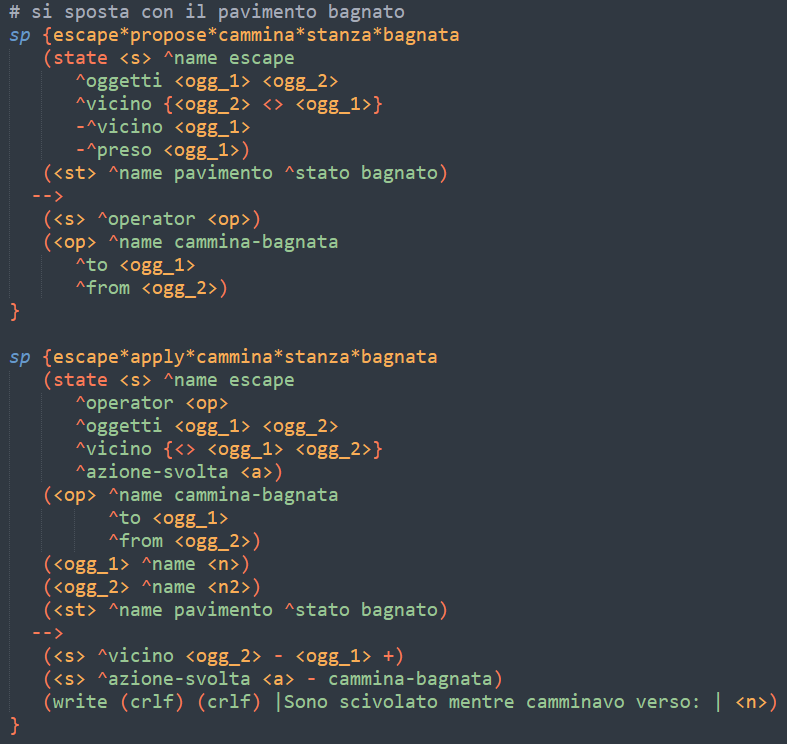 # si sposta con il pavimento bagnato
sp {escape*propose*cammina*stanza*bagnata
   (state <s> ^name escape
      ^oggetti <ogg_1> <ogg_2>
      ^vicino {<ogg_2> <> <ogg_1>}
      -^vicino <ogg_1>
      -^preso <ogg_1>)
   (<st> ^name pavimento ^stato bagnato)
  -->
   (<s> ^operator <op>)
   (<op> ^name cammina-bagnata
      ^to <ogg_1>
      ^from <ogg_2>)
}

sp {escape*apply*cammina*stanza*bagnata
   (state <s> ^name escape
      ^operator <op>
      ^oggetti <ogg_1> <ogg_2>
      ^vicino {<> <ogg_1> <ogg_2>}
      ^azione-svolta <a>)
   (<op> ^name cammina-bagnata
         ^to <ogg_1>
         ^from <ogg_2>)
   (<ogg_1> ^name <n>)
   (<ogg_2> ^name <n2>)
   (<st> ^name pavimento ^stato bagnato)
  -->
   (<s> ^vicino <ogg_2> - <ogg_1> +)
   (<s> ^azione-svolta <a> - cammina-bagnata)
   (write (crlf) (crlf) |Sono scivolato mentre camminavo verso: | <n>)
}